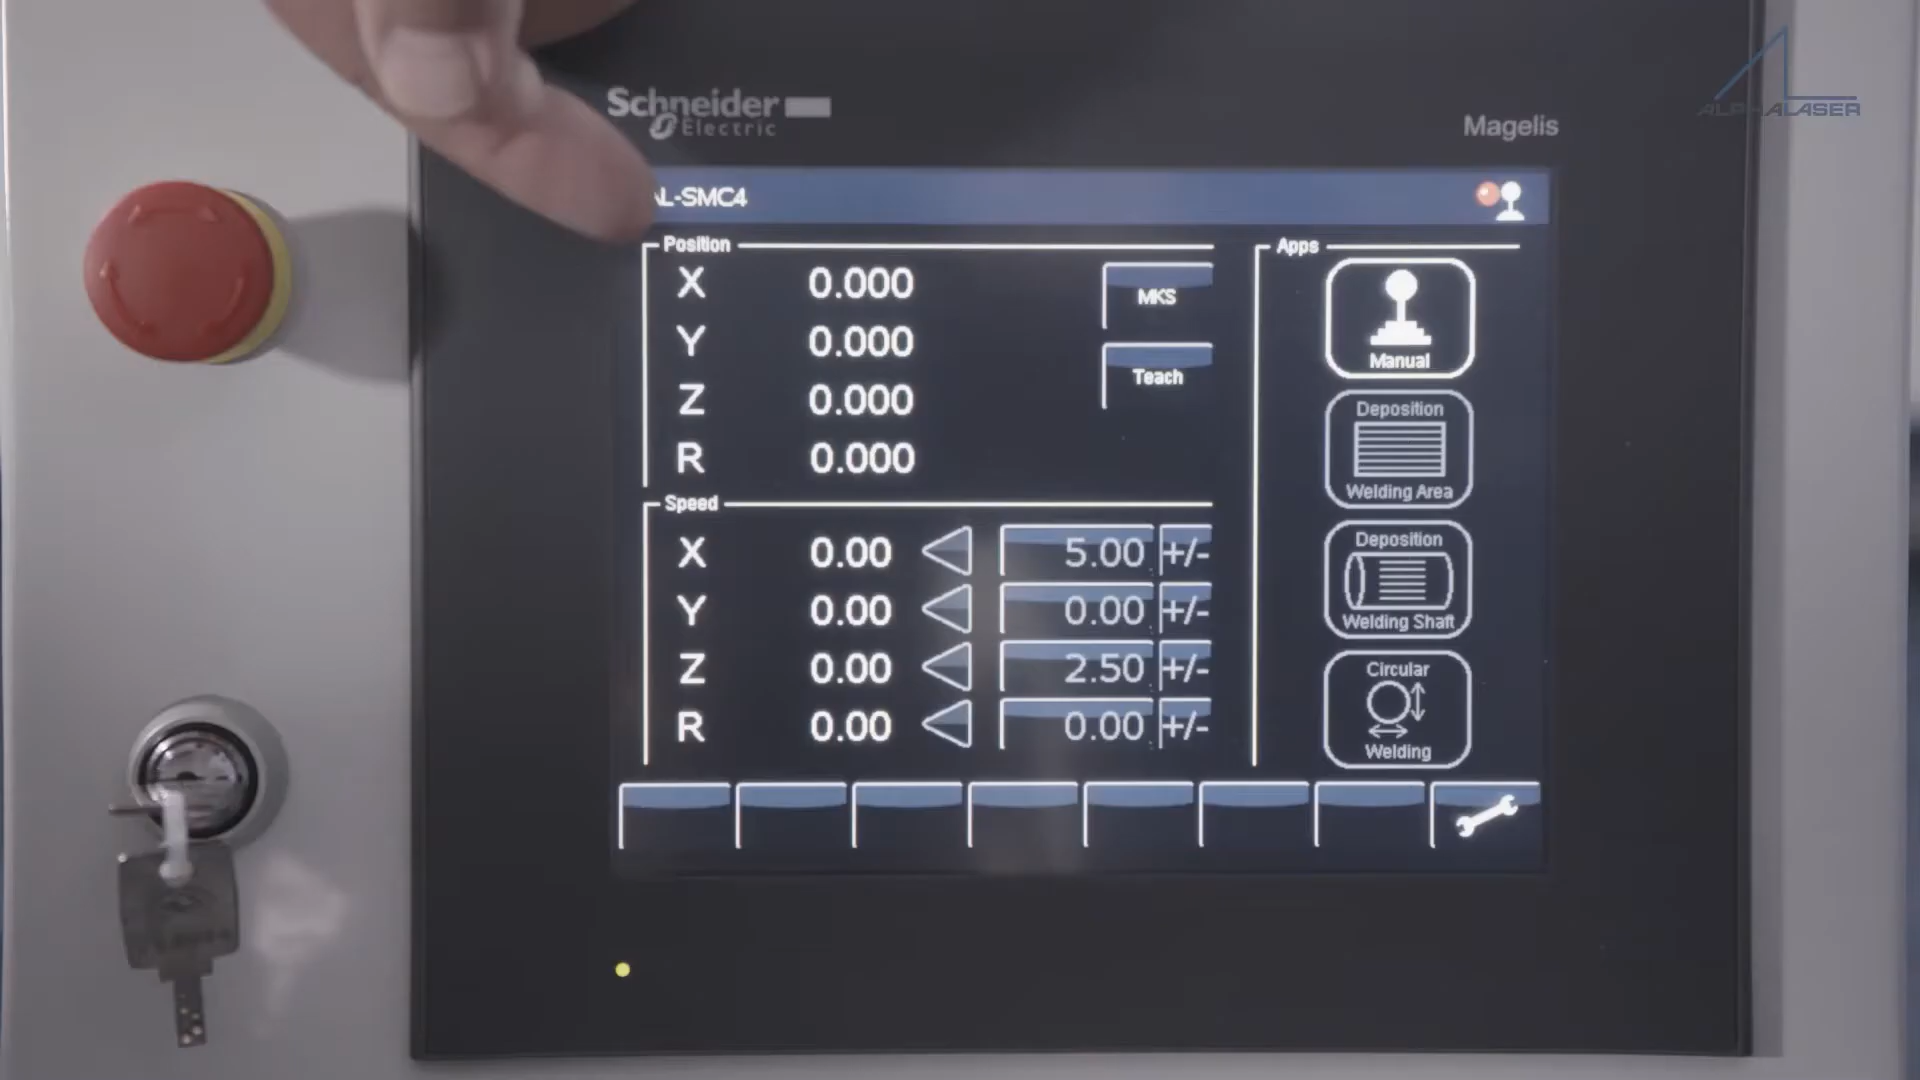 Schneider
Electric
Magelis
ALPHALASER
AL-SMC4
Position
X 0.000
Y 0.000
Z 0.000
R 0.000
MKS
Teach
Speed
X 0.00 5.00 +/-
Y 0.00 0.00 +/-
Z 0.00 2.50 +/-
R 0.00 0.00 +/-
Apps
Manual
Deposition
Welding Area
Deposition
Welding Shaft
Circular
Welding